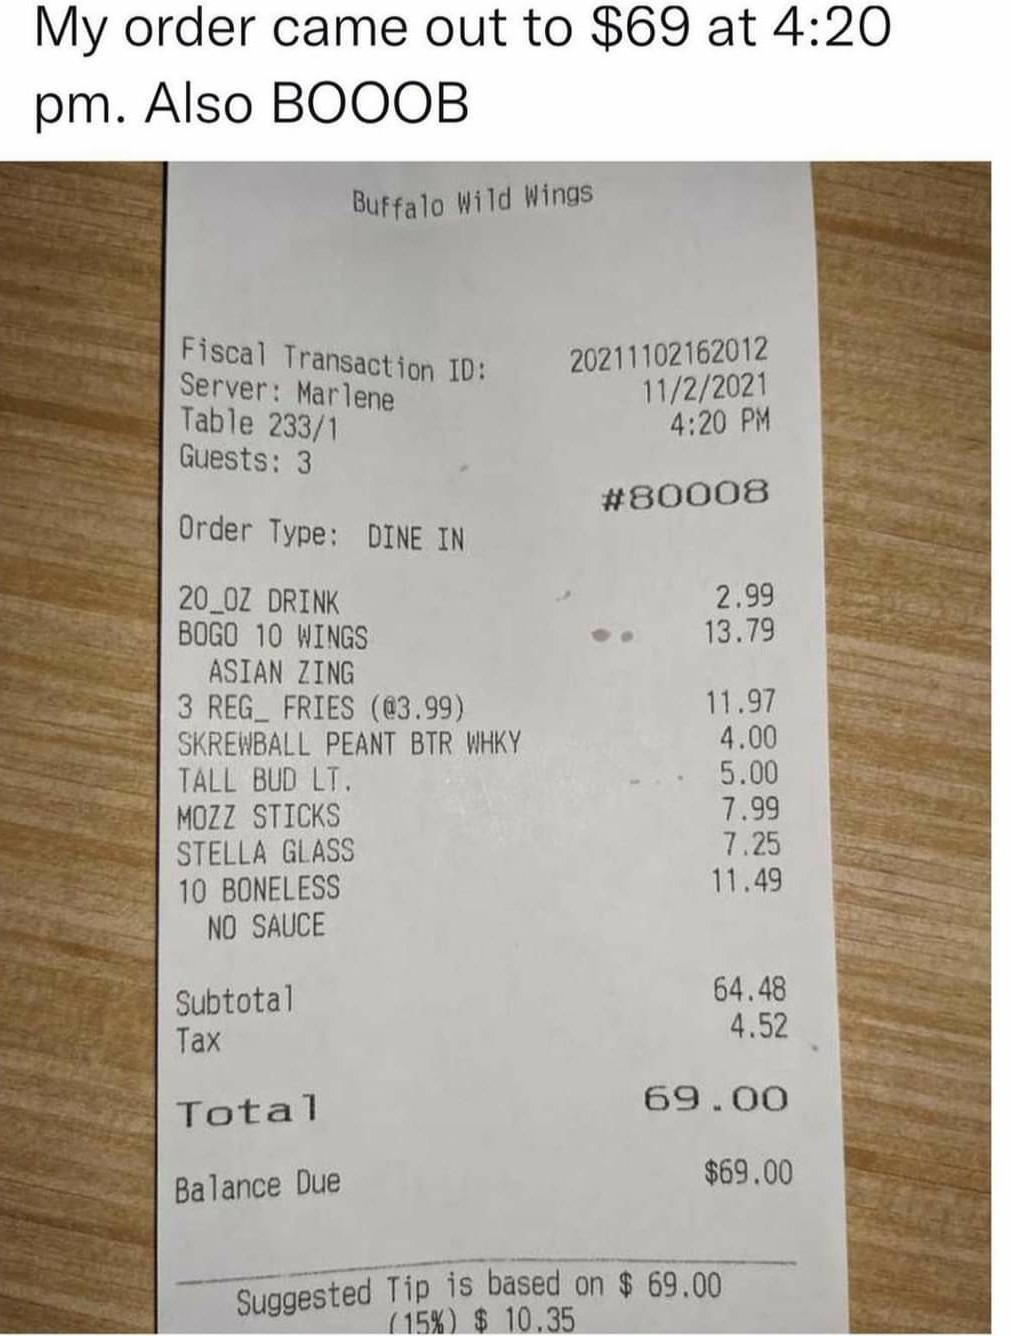 My order came out to $69 at 4:20
pm. Also BOOOB
Buffalo Wild Wings
Fiscal Transaction ID: 20211102162012
Server: Marlene 11/2/2021
Table 233/1 4:20 PM
Guests: 3
#80008
Order Type: DINE IN
20_OZ DRINK 2.99
BOGO 10 WINGS 13.79
ASIAN ZING
3 REG_ FRIES (@3.99) 11.97
SKREWBALL PEANT BTR WHKY 4.00
TALL BUD LT. 5.00
MOZZ STICKS 7.99
STELLA GLASS 7.25
10 BONELESS 11.49
NO SAUCE
Subtotal 64.48
Tax 4.52
Total 69.00
Balance Due $69.00
Suggested Tip is based on $ 69.00
(15%) $ 10.35